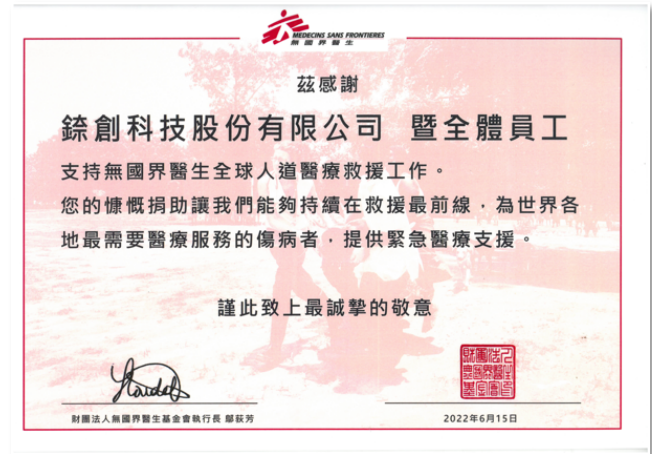 MEDECINS SANS FRONTIERES
無國界醫生
茲感謝
錼創科技股份有限公司 暨全體員工
支持無國界醫生全球人道醫療救援工作。
您的慷慨捐助讓我們能夠持續在救援最前線，為世界各
地最需要醫療服務的傷病者，提供緊急醫療支援。
謹此致上最誠摯的敬意
財團法人無國界醫生基金會執行長 鄔荻芳
2022年6月15日